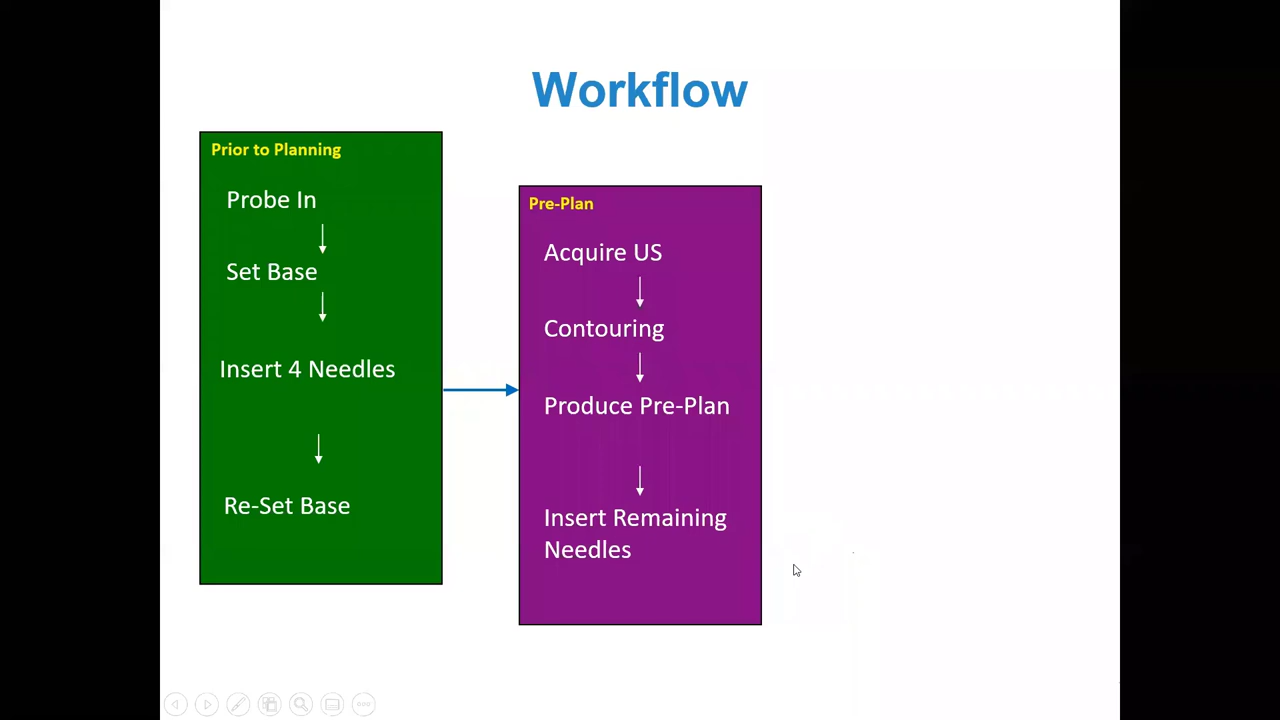 Workflow
Prior to Planning
Probe In
Set Base
Insert 4 Needles
Re-Set Base
Pre-Plan
Acquire US
Contouring
Produce Pre-Plan
Insert Remaining
Needles